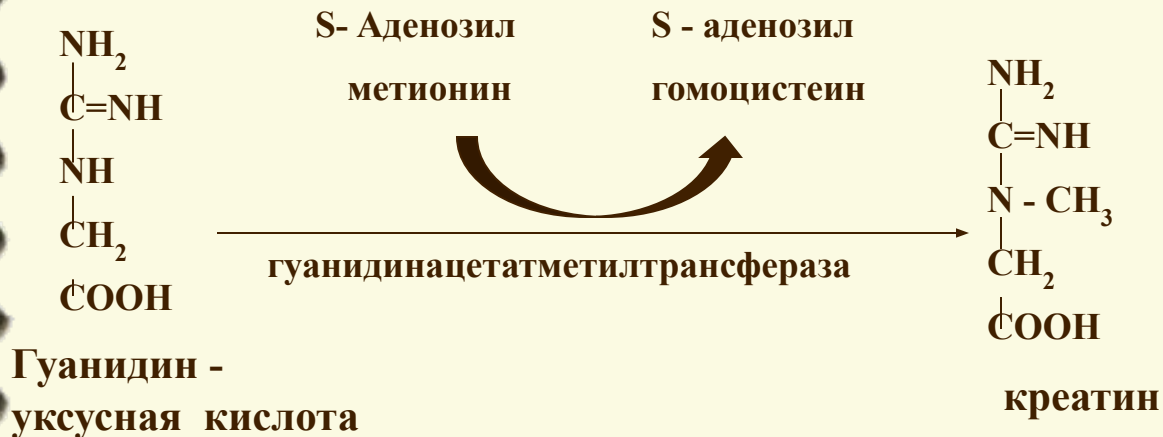 S- Аденозил
метионин
S - аденозил
гомоцистеин
NH2
C=NH
NH
CH2
COOH
гуанидинацетатметилтрансфераза
NH2
C=NH
N - CH3
CH2
COOH
Гуанидин -
уксусная кислота
креатин